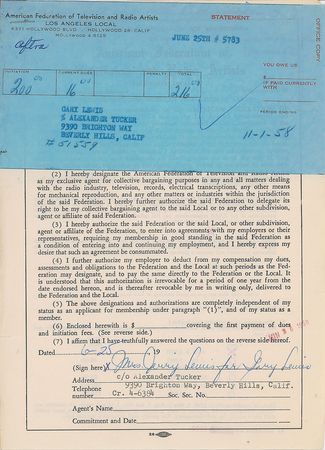 American Federation of Television and Radio Artists
LOS ANGELES LOCAL
HOLLYWOOD 28, CALIF
STATEMENT
OFFICE COPY
aftra
JUNE 25TH # 5783
YOU OWE US
$
IF PAID CURRENTLY
WITH
INITIATION
CURRENT DUES
PENALTY
TOTAL
200 00
16 00
216 00
PERIOD ENDING
11-1-58
GARY LEWIS
% ALEXANDER TUCKER
9390 BRIGHTON WAY
BEVERLY HILLS, CALIF
# 51559
(2) I hereby designate the American Federation of Television and Radio
as my exclusive agent for collective bargaining purposes in any and all matters dealing
with the radio industry, television, records, electrical transcriptions, any other means
for mechanical reproduction, and any other matters or industries within the jurisdiction
of the said Federation. I hereby further authorize the said Federation to delegate its
right to be my collective bargaining agent to the said Local or to any other subdivision,
agent or affiliate of said Federation.
(3) I hereby authorize the said Federation or the said Local, or other subdivision,
agent or affiliate of the Federation, to enter into agreements with my employers or their
representatives, requiring my membership in good standing in the said Federation as
a condition of entering into and continuing my employment, and I hereby express my
desire that such an agreement be consummated.
(4) I further authorize my employer to deduct from my compensation my dues,
assessments and obligations to the Federation and the Local at such periods as the Fed-
eration may designate, and to pay the same directly to the Federation or the Local. It
is understood that this authorization is irrevocable for a period of one year from the
date endorsed hereon, and is thereafter revocable by me in writing only, delivered
to the Federation and the Local.
(5) The above designations and authorizations are completely independent of my
status as an applicant for membership under paragraph "(1)", and of my status as a
member.
(6) Enclosed herewith is $ covering the first payment of dues
and initiation fees. (See reverse side.)
(7) I affirm that I have truthfully answered the questions on the reverse side hereof.
Dated 6-25 19
(Sign here) X Mrs Jerry Lewis for Gary Lewis
c/o Alexander Tucker
Address 9390 Brighton Way, Beverly Hills, Calif.
Telephone
number Cr. 4-6384 Soc. Sec. No.
Agent's Name
Commitment and Date